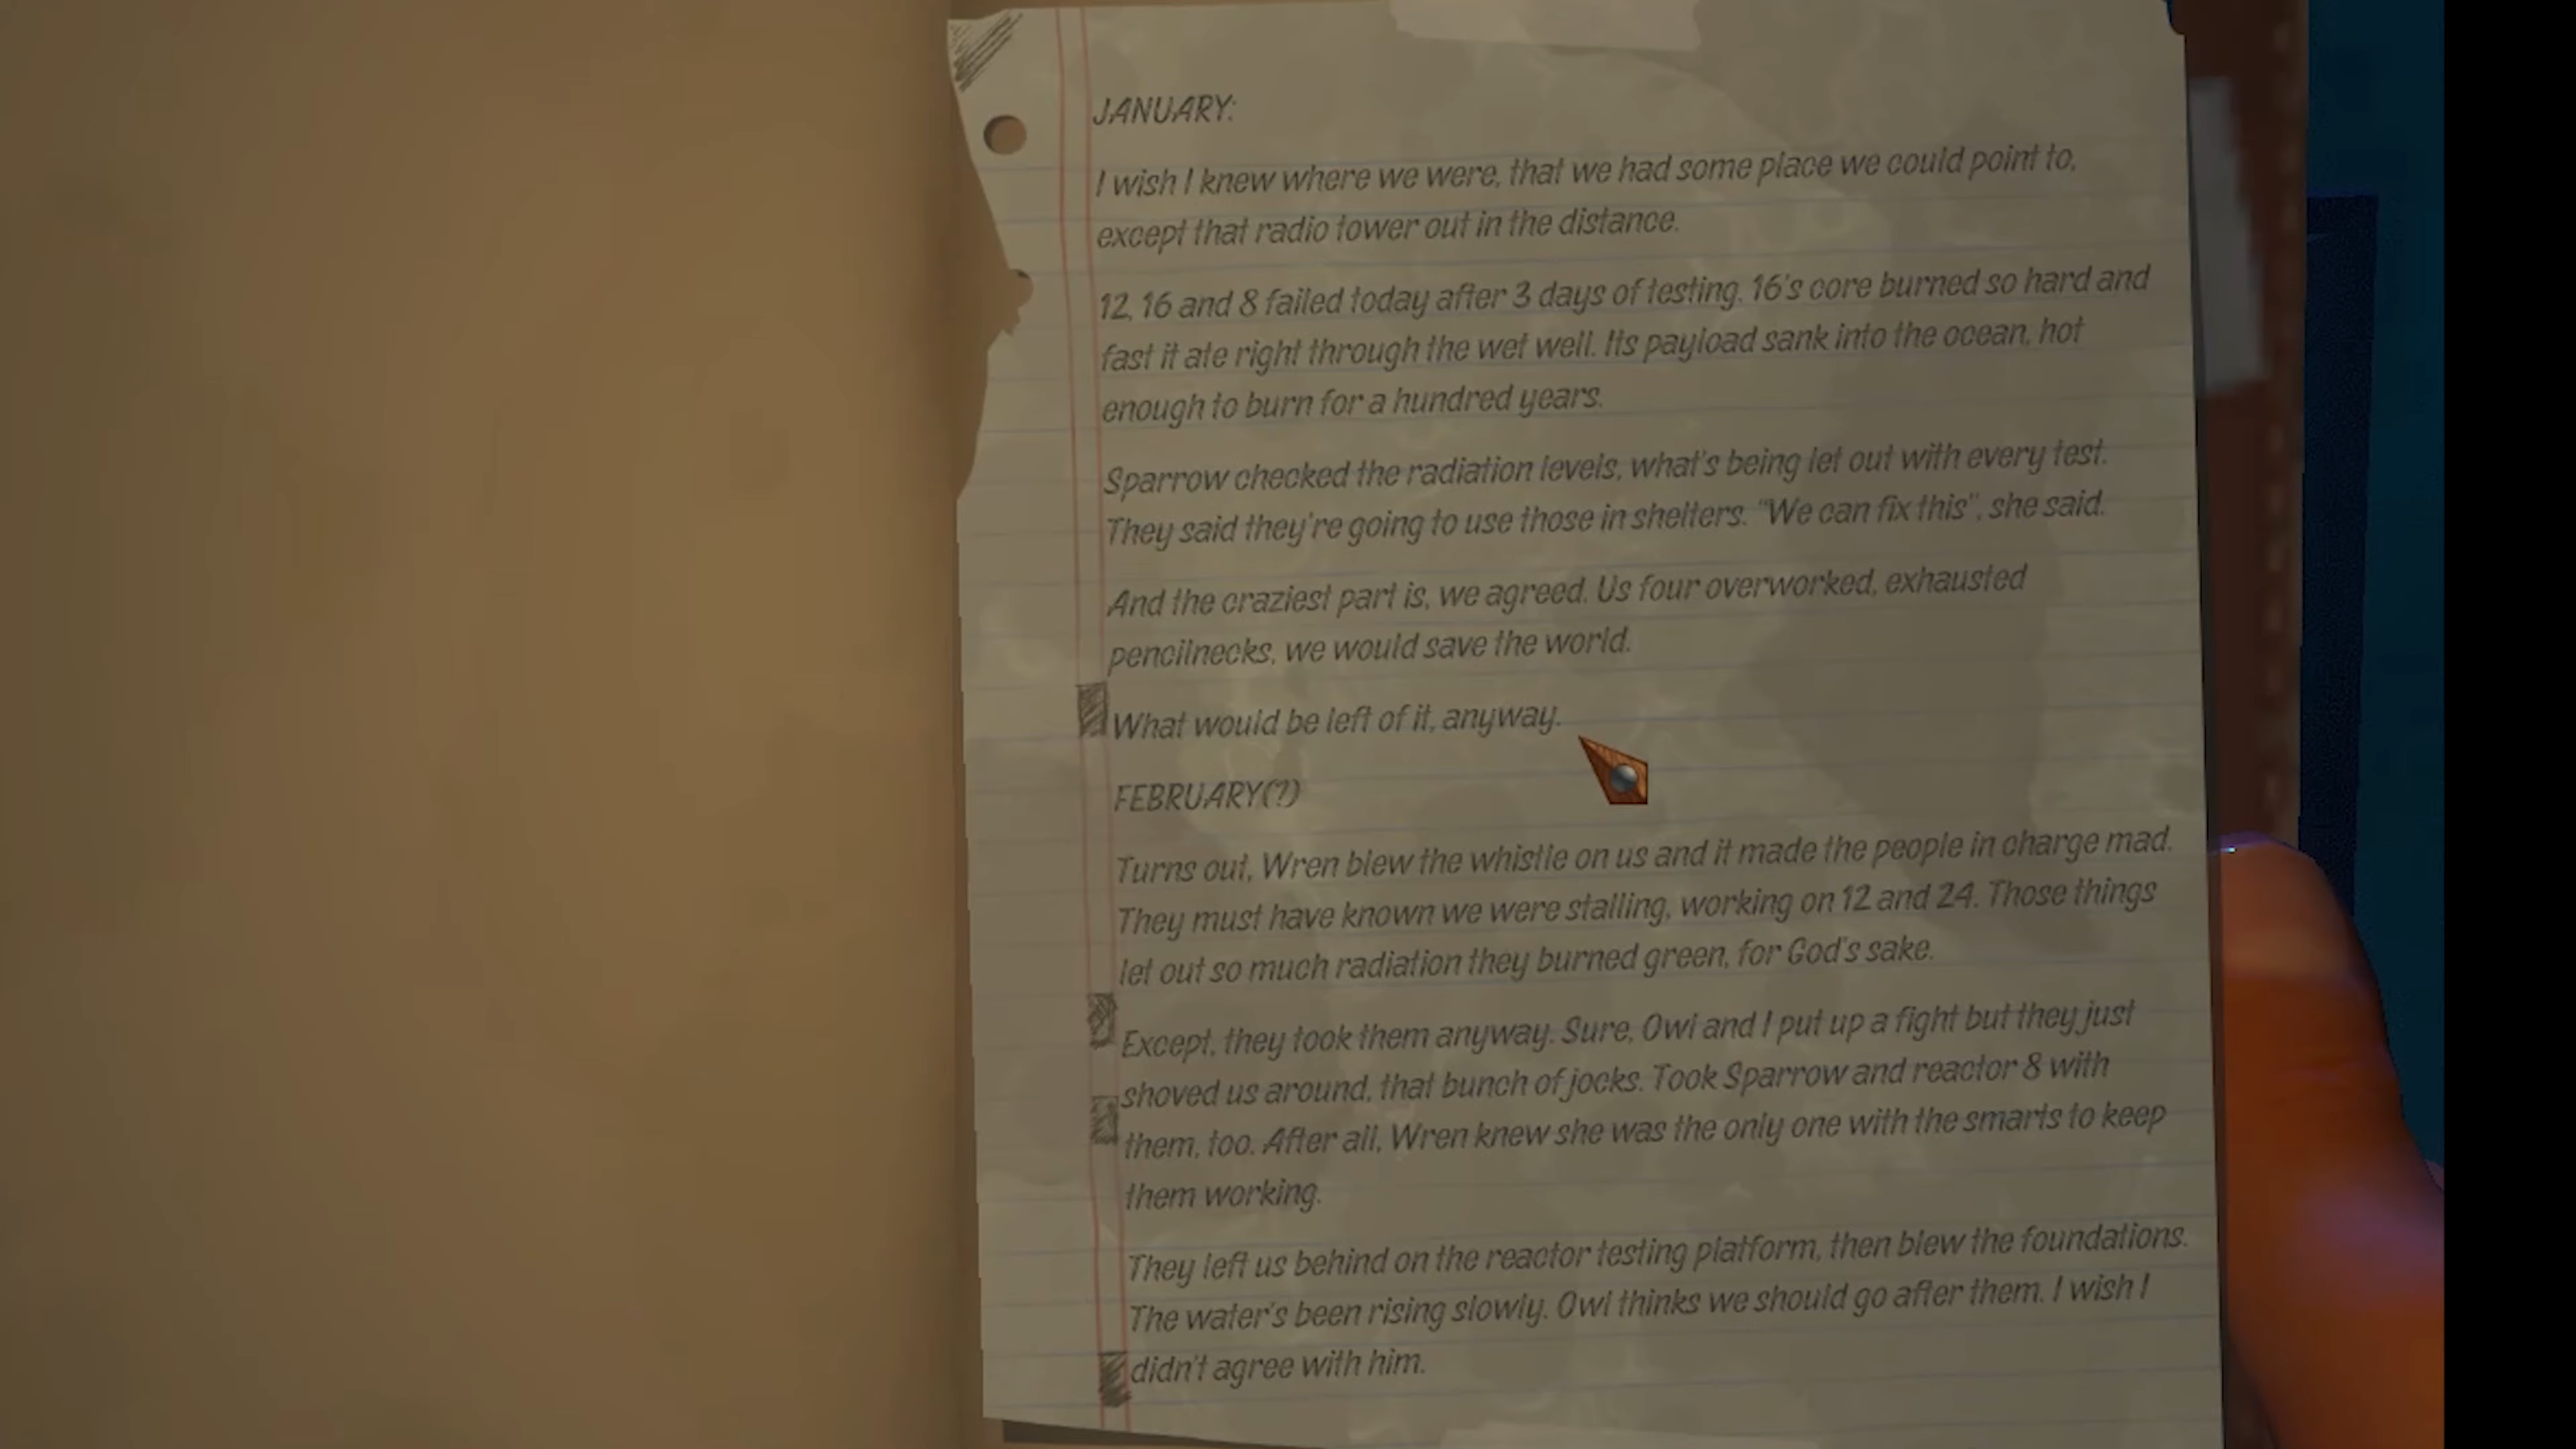 JANUARY:
I wish I knew where we were, that we had some place we could point to,
except that radio tower out in the distance.
12, 16 and 8 failed today after 3 days of testing. 16's core burned so hard and
fast it ate right through the wet well. Its payload sank into the ocean, hot
enough to burn for a hundred years.
Sparrow checked the radiation levels, what's being let out with every test.
They said they're going to use those in shelters. "We can fix this", she said.
And the craziest part is, we agreed. Us four overworked, exhausted
pencilnecks, we would save the world.
What would be left of it, anyway.
FEBRUARY(?)
Turns out, Wren blew the whistle on us and it made the people in charge mad.
They must have known we were stalling, working on 12 and 24. Those things
let out so much radiation they burned green, for God's sake.
Except, they took them anyway. Sure, Owl and I put up a fight but they just
shoved us around, that bunch of jocks. Took Sparrow and reactor 8 with
them, too. After all, Wren knew she was the only one with the smarts to keep
them working.
They left us behind on the reactor testing platform, then blew the foundations.
The water's been rising slowly. Owl thinks we should go after them. I wish I
didn't agree with him.